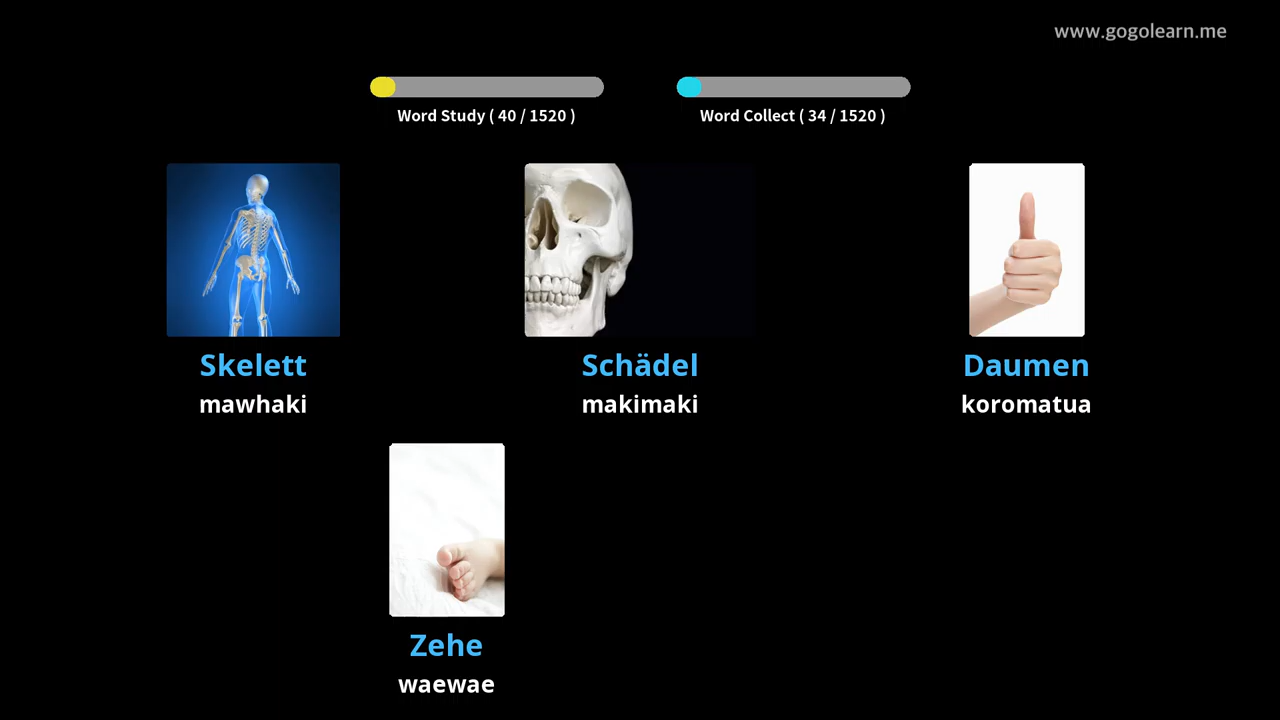 www.gogolearn.me
Word Study ( 40 / 1520 )
Word Collect ( 34 / 1520 )
Skelett
mawhaki
Schädel
makimaki
Daumen
koromatua
Zehe
waewae